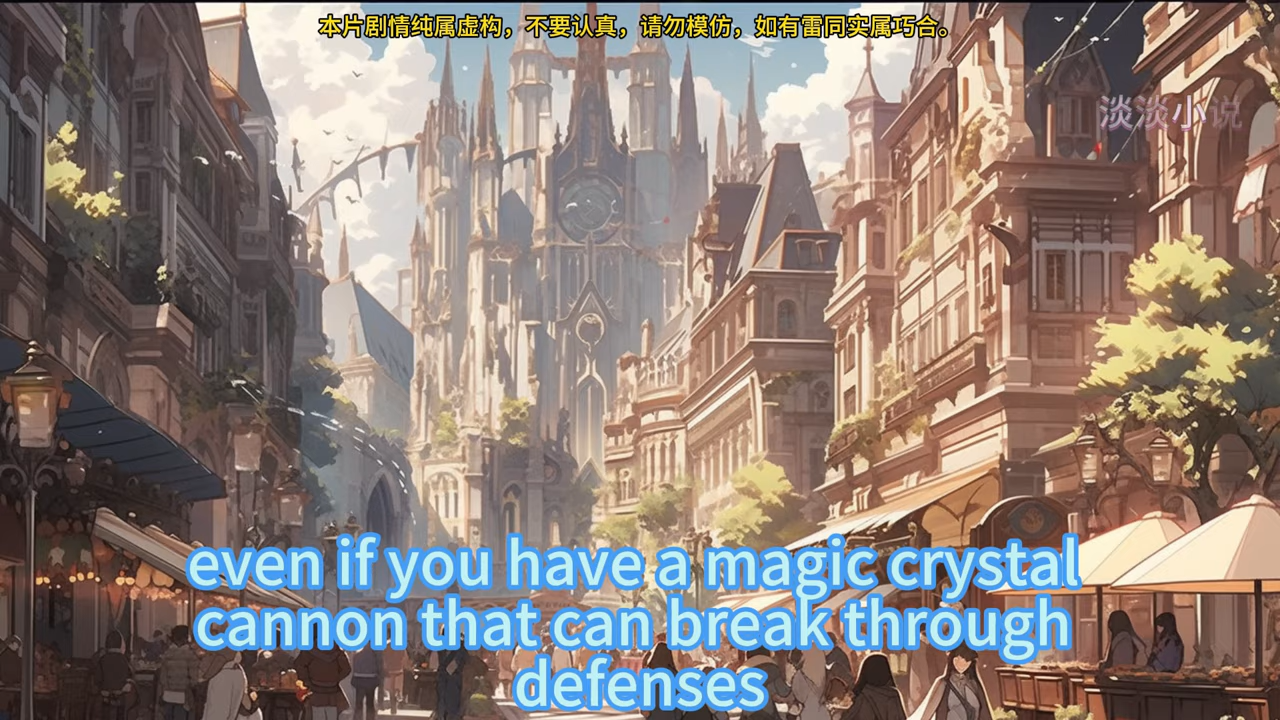 本片剧情纯属虚构，不要认真，请勿模仿，如有雷同实属巧合。
淡淡小说
even if you have a magic crystal
cannon that can break through
defenses